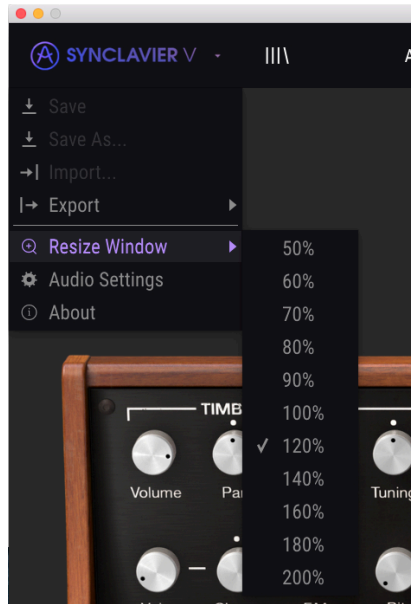 SYNCLAVIER V
Save
Save As...
Import...
Export
Resize Window
Audio Settings
About
50%
60%
70%
80%
90%
100%
120%
140%
160%
180%
200%
TIMB
Volume
Pa
Tuning